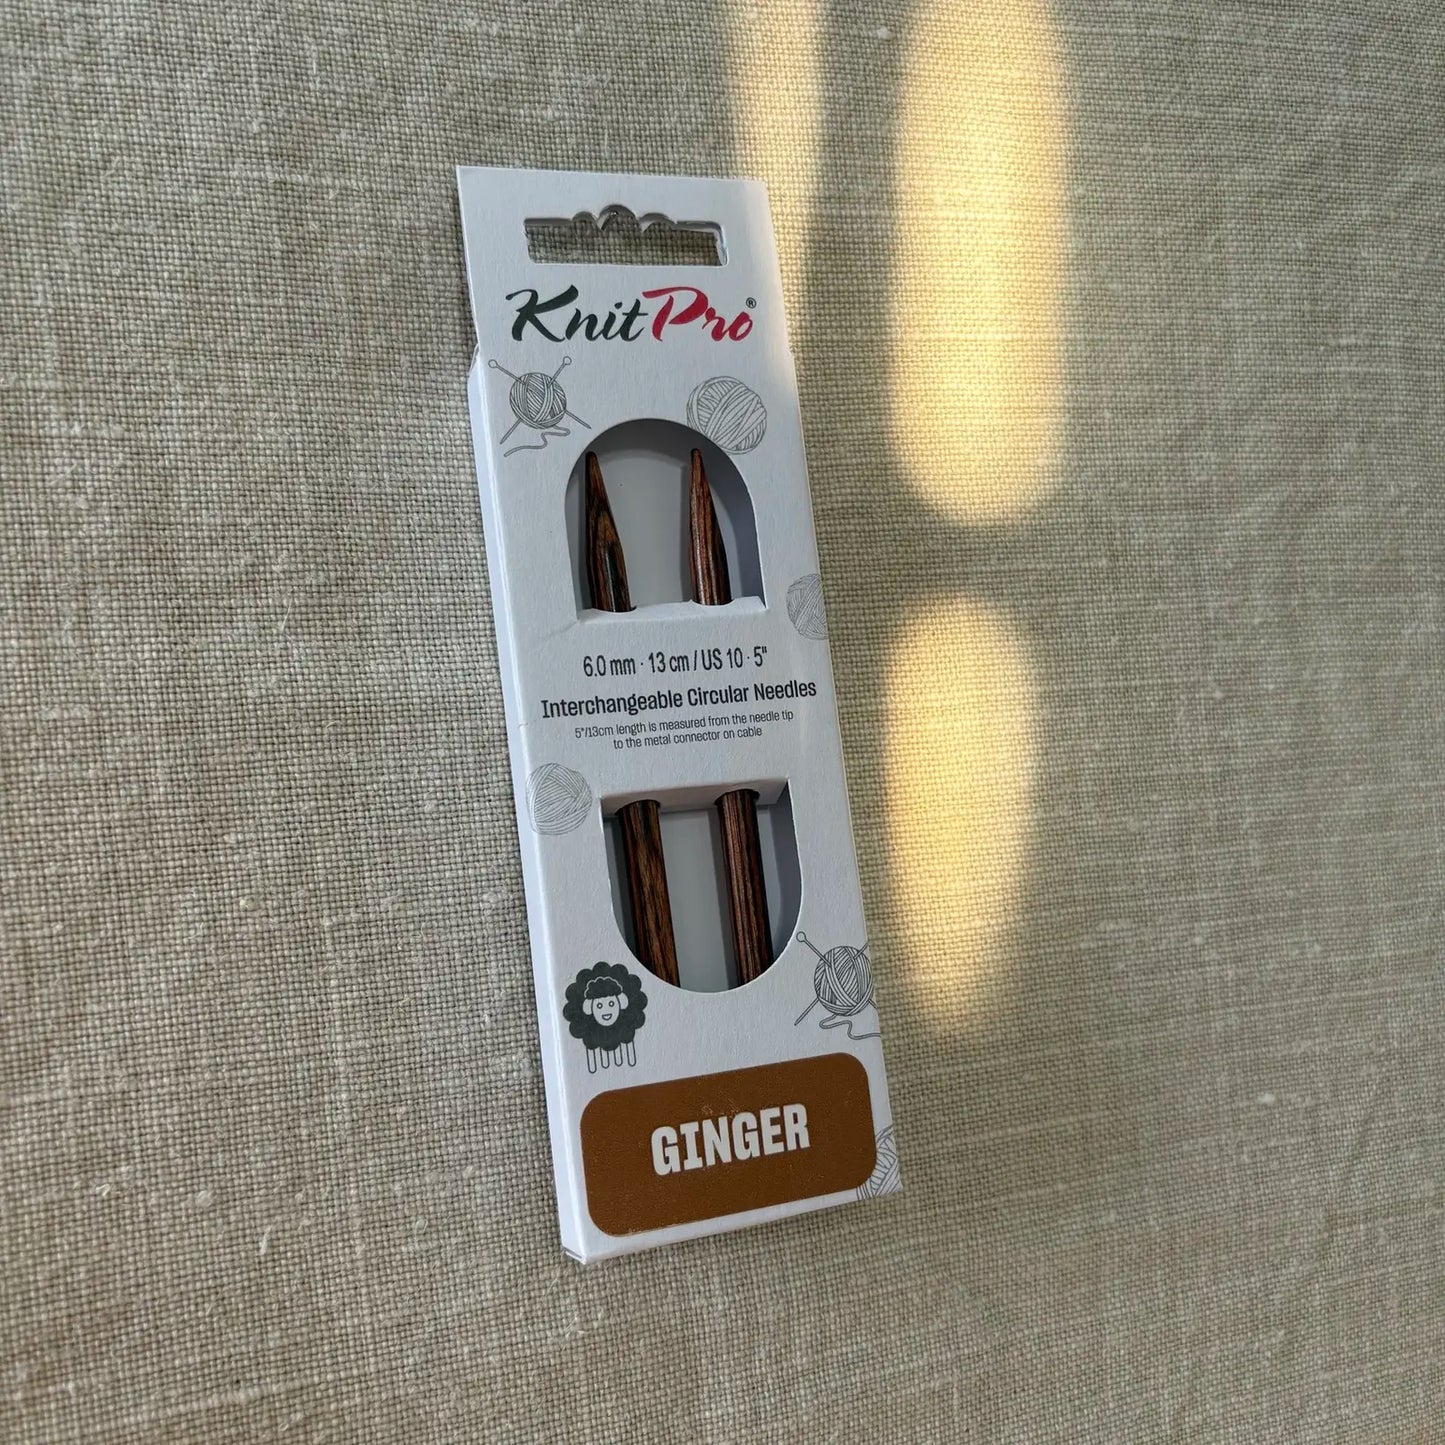 KnitPro®
6.0 mm · 13 cm / US 10 · 5"
Interchangeable Circular Needles
5"/13cm length is measured from the needle tip
to the metal connector on cable
GINGER